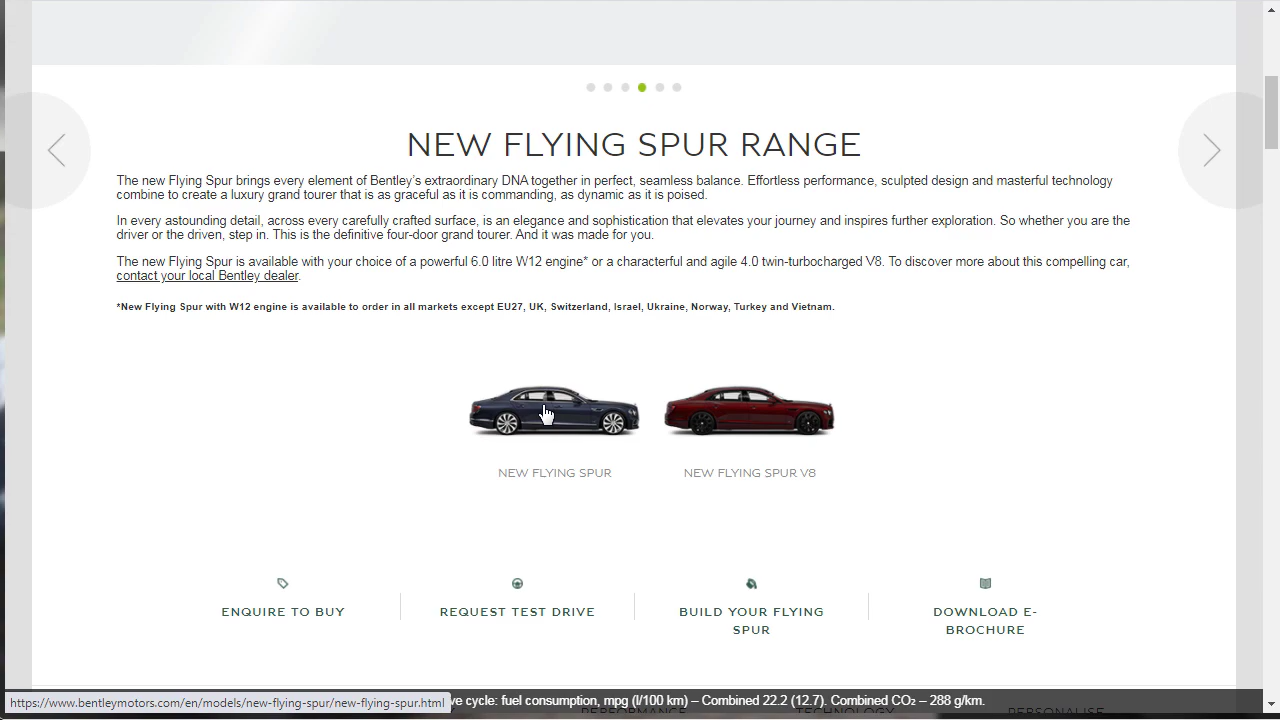 NEW FLYING SPUR RANGE
The new Flying Spur brings every element of Bentley's extraordinary DNA together in perfect, seamless balance. Effortless performance, sculpted design and masterful technology
combine to create a luxury grand tourer that is as graceful as it is commanding, as dynamic as it is poised.
In every astounding detail, across every carefully crafted surface, is an elegance and sophistication that elevates your journey and inspires further exploration. So whether you are the
driver or the driven, step in. This is the definitive four-door grand tourer. And it was made for you.
The new Flying Spur is available with your choice of a powerful 6.0 litre W12 engine* or a characterful and agile 4.0 twin-turbocharged V8. To discover more about this compelling car,
contact your local Bentley dealer.
*New Flying Spur with W12 engine is available to order in all markets except EU27, UK, Switzerland, Israel, Ukraine, Norway, Turkey and Vietnam.
NEW FLYING SPUR
NEW FLYING SPUR V8
ENQUIRE TO BUY
REQUEST TEST DRIVE
BUILD YOUR FLYING
SPUR
DOWNLOAD E-
BROCHURE
https://www.bentleymotors.com/en/models/new-flying-spur/new-flying-spur.html
cycle: fuel consumption, mpg (l/100 km) – Combined 22.2 (12.7). Combined CO₂ – 288 g/km.
PERFORMANCE
TECHNOLOGY
PERSONALISE